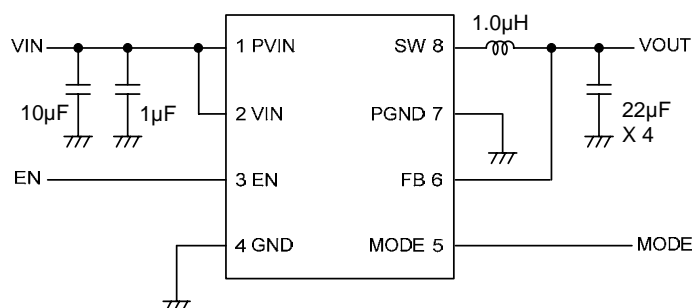 1.0µH
VIN
1 PVIN
SW 8
VOUT
10µF
1µF
2 VIN
PGND 7
22µF
X 4
EN
3 EN
FB 6
4 GND
MODE 5
MODE